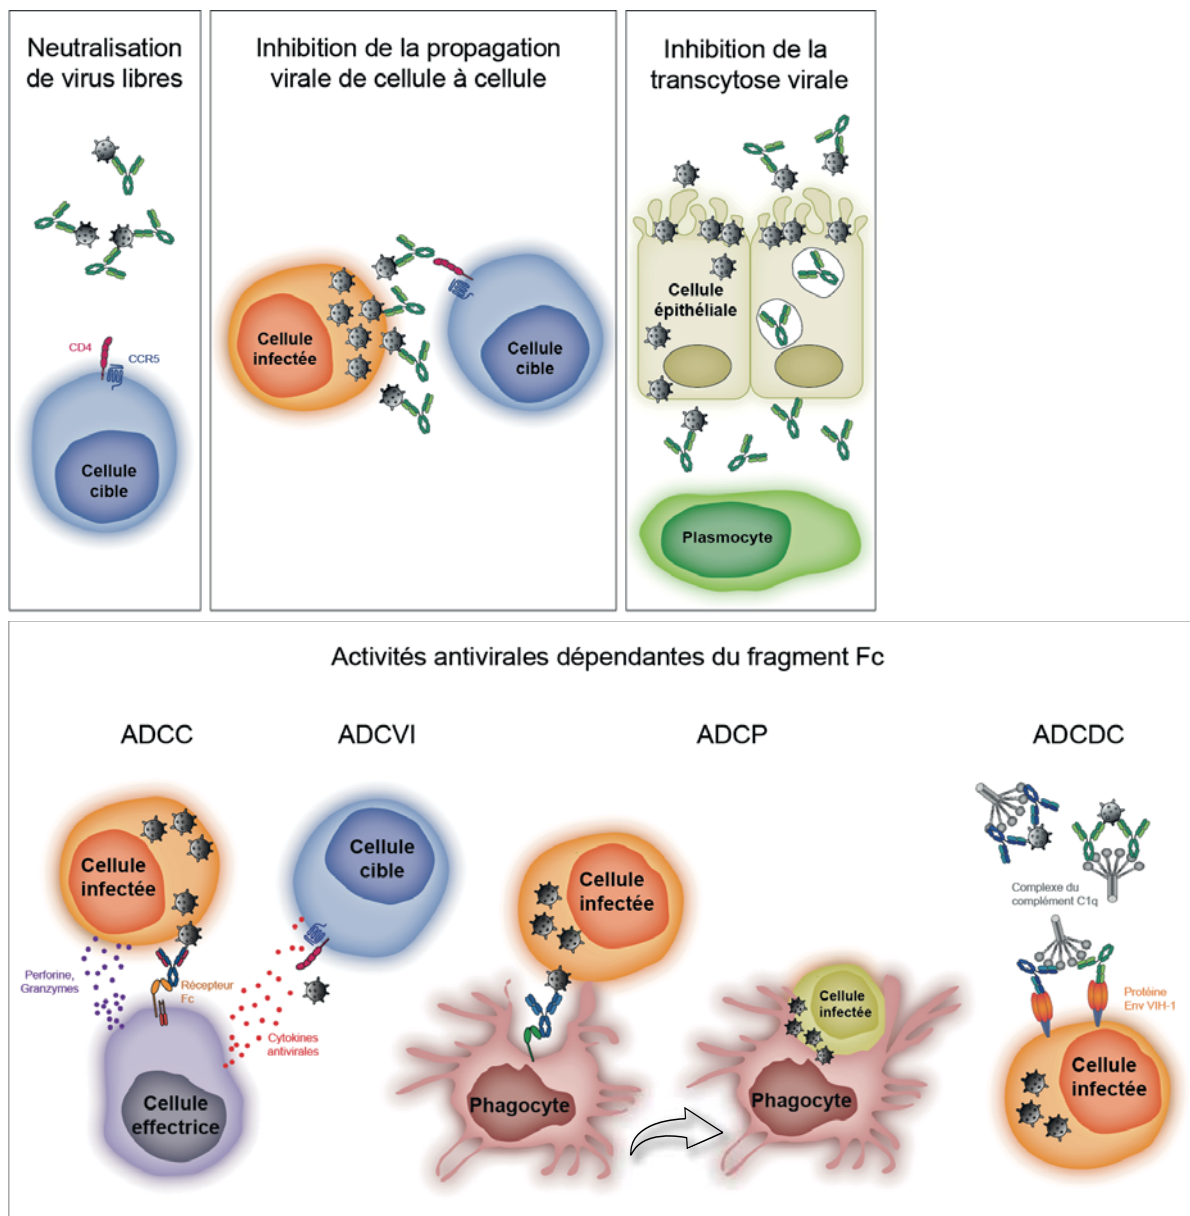 Neutralisation
de virus libres
CD4
CCR5
Cellule
cible
Inhibition de la propagation
virale de cellule à cellule
Cellule
infectée
Cellule
cible
Inhibition de la
transcytose virale
Cellule
épithéliale
Plasmocyte
Activités antivirales dépendantes du fragment Fc
ADCC
Cellule
infectée
Perforine,
Granzymes
Récepteur
Fc
Cellule
effectrice
ADCVI
Cellule
cible
Cytokines
antivirales
ADCP
Cellule
infectée
Phagocyte
Cellule
infectée
Phagocyte
ADCDC
Complexe du
complément C1q
Protéine
Env VIH-1
Cellule
infectée